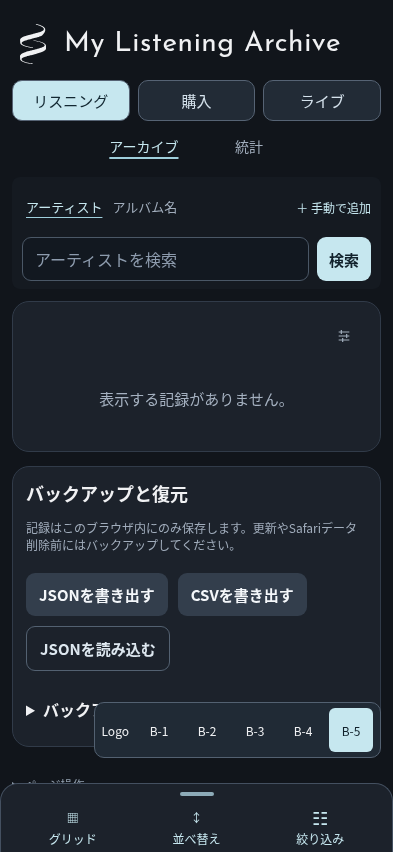 My Listening Archive
リスニング
購入
ライブ
アーカイブ
統計
アーティスト
アルバム名
＋ 手動で追加
アーティストを検索
検索
表示する記録がありません。
バックアップと復元
記録はこのブラウザ内にのみ保存します。更新やSafariデータ
削除前にはバックアップしてください。
JSONを書き出す
CSVを書き出す
JSONを読み込む
▶ バック
Logo
B-1
B-2
B-3
B-4
B-5
グリッド
並べ替え
絞り込み